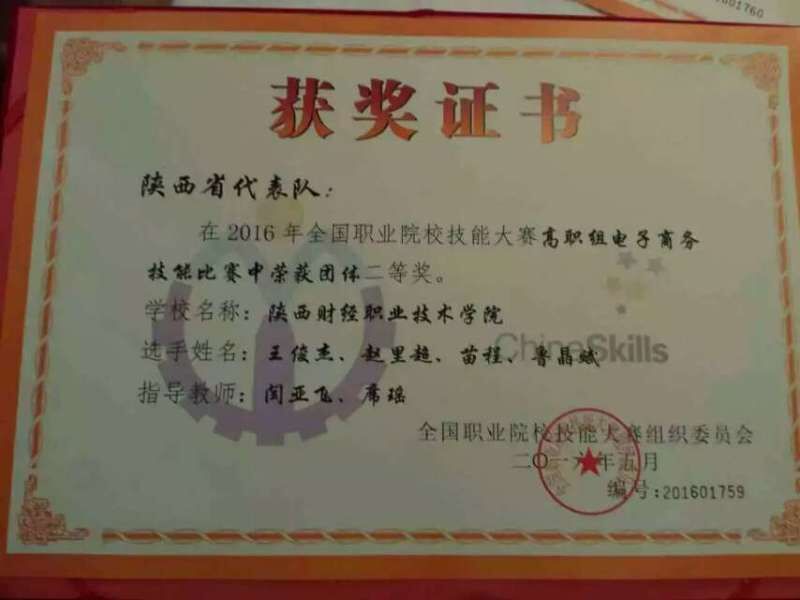 01760
获奖证书
陕西省代表队：
在2016年全国职业院校技能大赛高职组电子商务
技能比赛中荣获团体二等奖。
学校名称：陕西财经职业技术学院
ChinaSkills
选手姓名：王俊杰、赵里超、苗程、鲁晶斌
指导教师：闵亚飞、席瑶
全国职业院校技能大赛组织委员会
二〇一六年五月
编号:201601759